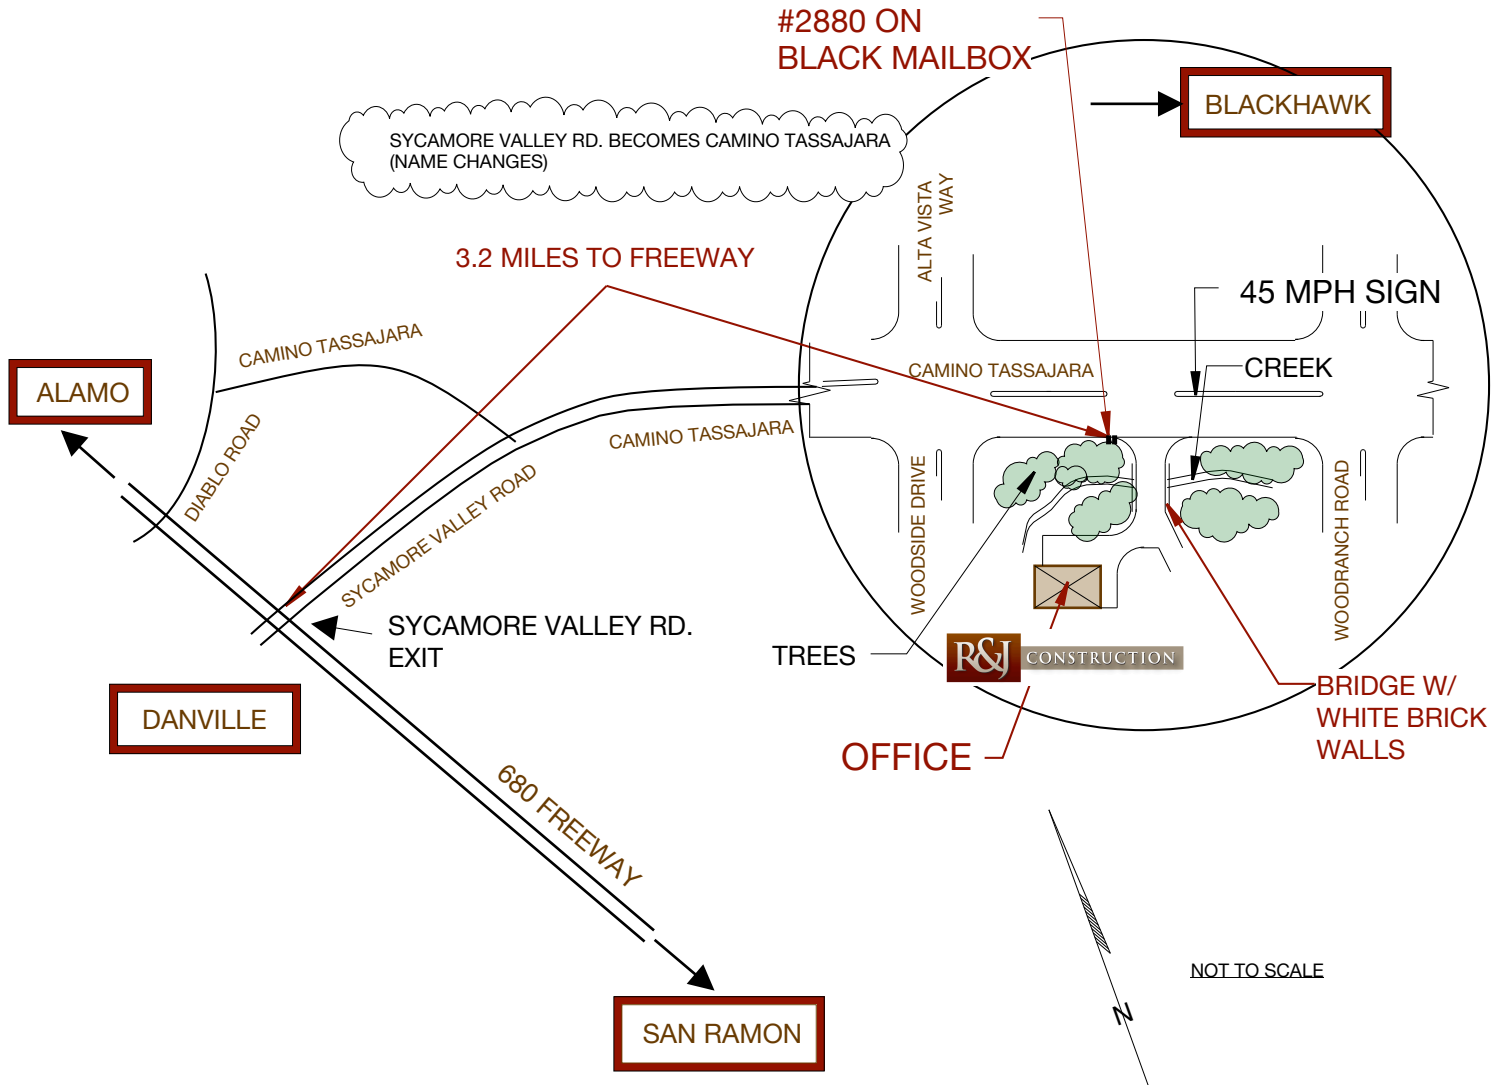 #2880 ON
BLACK MAILBOX
BLACKHAWK
SYCAMORE VALLEY RD. BECOMES CAMINO TASSAJARA
(NAME CHANGES)
ALTA VISTA
WAY
3.2 MILES TO FREEWAY
45 MPH SIGN
CAMINO TASSAJARA
CAMINO TASSAJARA
CREEK
ALAMO
DIABLO ROAD
CAMINO TASSAJARA
SYCAMORE VALLEY ROAD
WOODSIDE DRIVE
WOODRANCH ROAD
SYCAMORE VALLEY RD.
EXIT
TREES
R&J CONSTRUCTION
BRIDGE W/
WHITE BRICK
WALLS
DANVILLE
OFFICE
680 FREEWAY
NOT TO SCALE
N
SAN RAMON